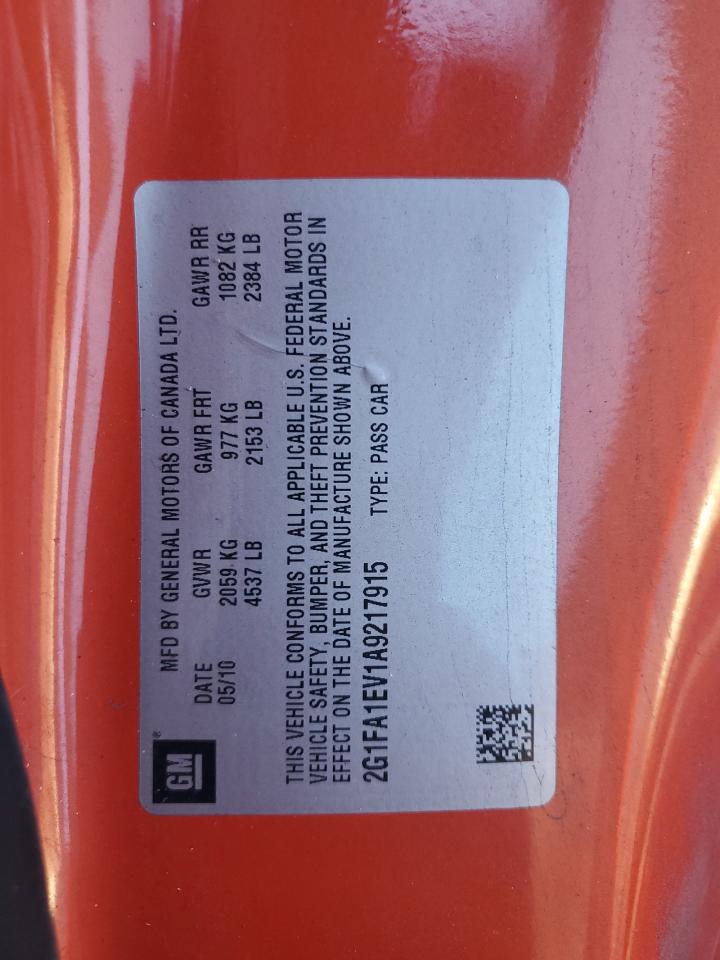 GM®
MFD BY GENERAL MOTORS OF CANADA LTD.
DATE GVWR GAWR FRT GAWR RR
05/10 2059 KG 977 KG 1082 KG
4537 LB 2153 LB 2384 LB
THIS VEHICLE CONFORMS TO ALL APPLICABLE U.S. FEDERAL MOTOR
VEHICLE SAFETY, BUMPER, AND THEFT PREVENTION STANDARDS IN
EFFECT ON THE DATE OF MANUFACTURE SHOWN ABOVE.
2G1FA1EV1A9217915 TYPE: PASS CAR